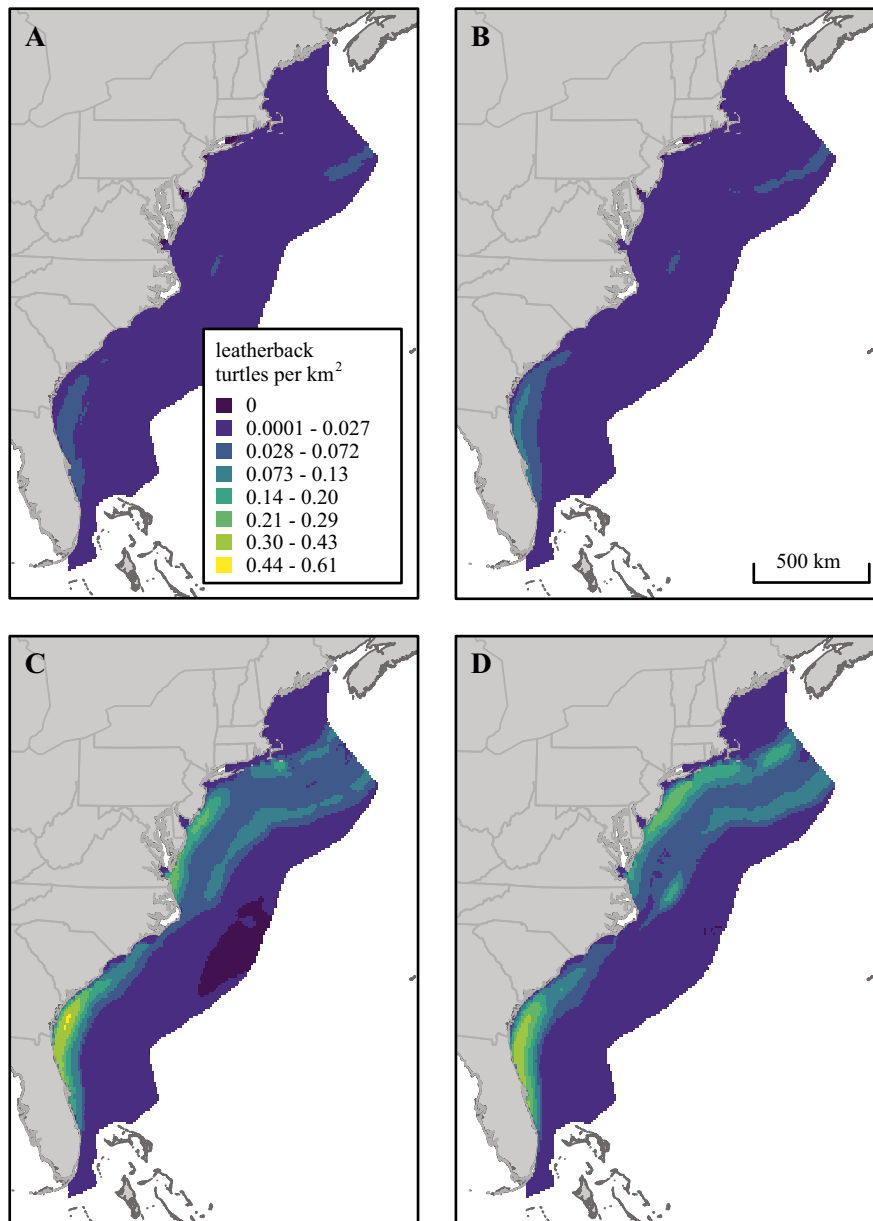 A
B
leatherback
turtles per km²
0
0.0001 - 0.027
0.028 - 0.072
0.073 - 0.13
0.14 - 0.20
0.21 - 0.29
0.30 - 0.43
0.44 - 0.61
500 km
C
D